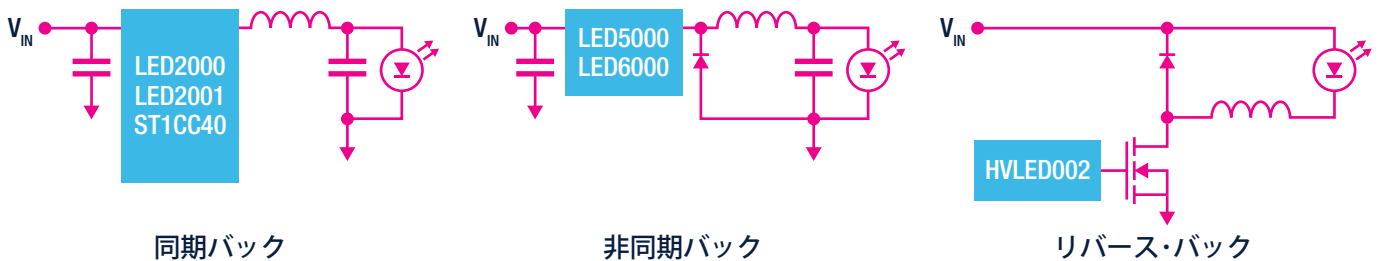 VIN
LED2000
LED2001
ST1CC40
同期バック
VIN
LED5000
LED6000
非同期バック
VIN
HVLED002
リバース・バック